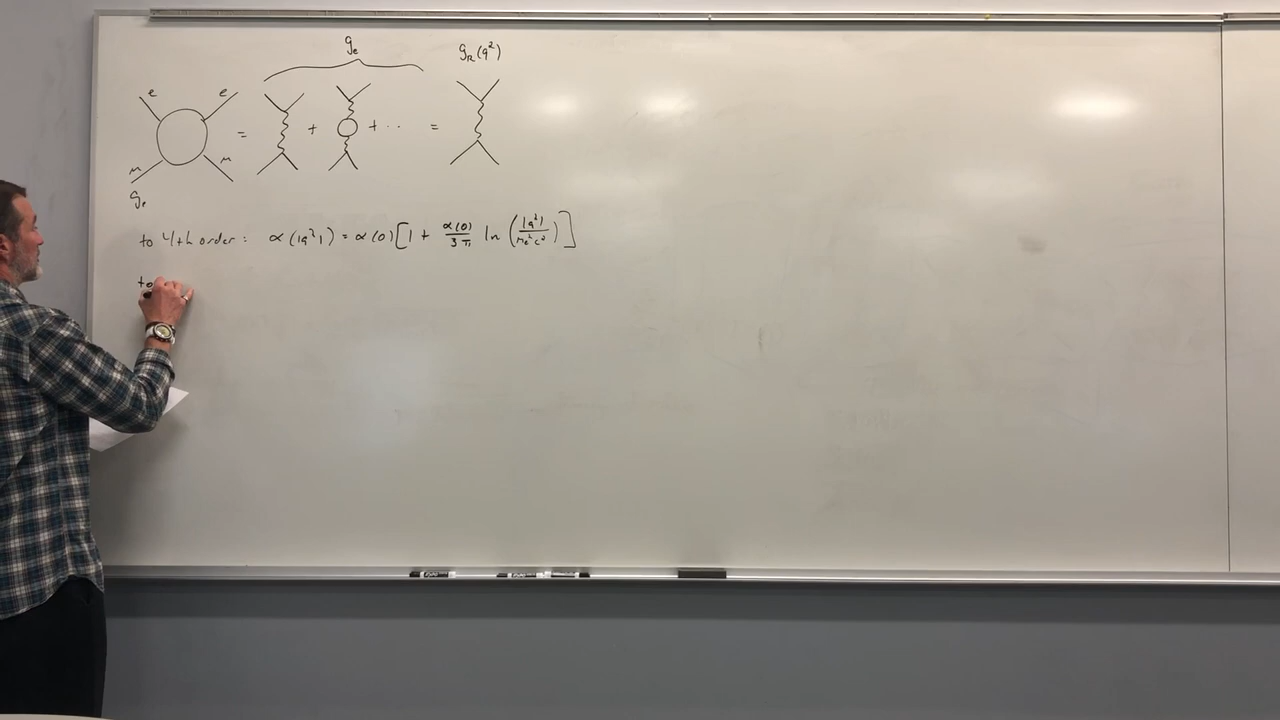 g_e g_R(q²)
e e
= + + ·· =
μ μ
g_e
to 4th order: α(|q²|) = α(0)[1 + α(0)/3π ln(|q²|/m_e²c²)]
to